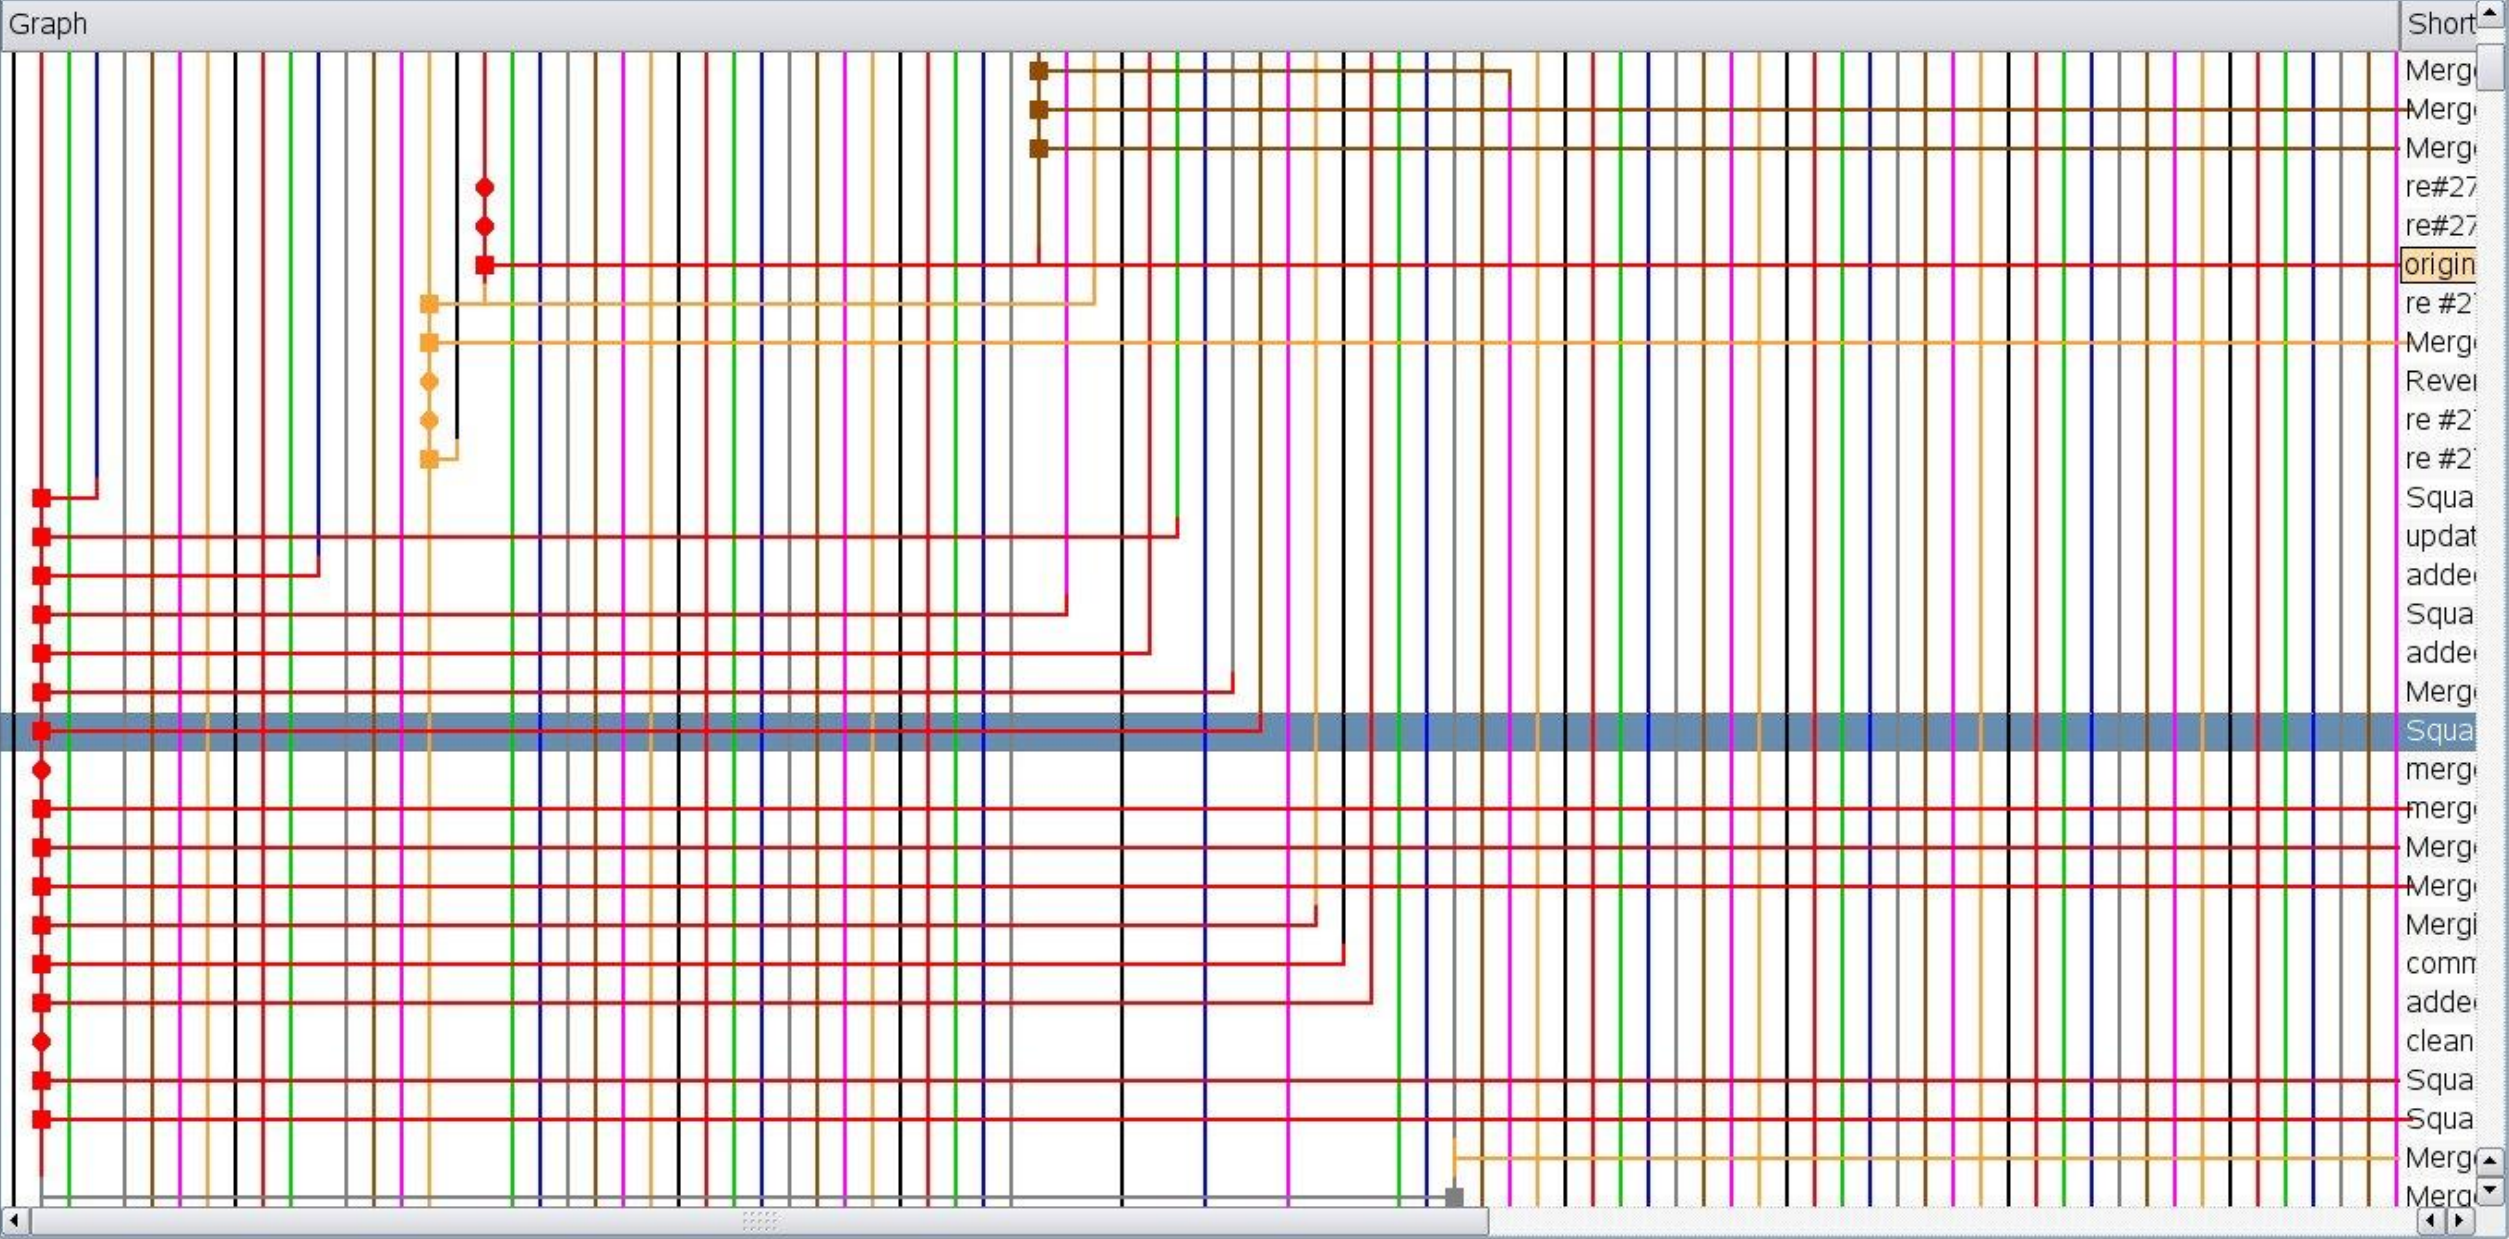 Graph
Short
Merg
Merg
Merg
re#27
re#27
origin
re #2
Merg
Rever
re #2
re #2
Squa
updat
adde
Squa
adde
Merg
Squa
merg
merg
Merg
Merg
Mergi
comm
adde
clean
Squa
Squa
Merg
Merg